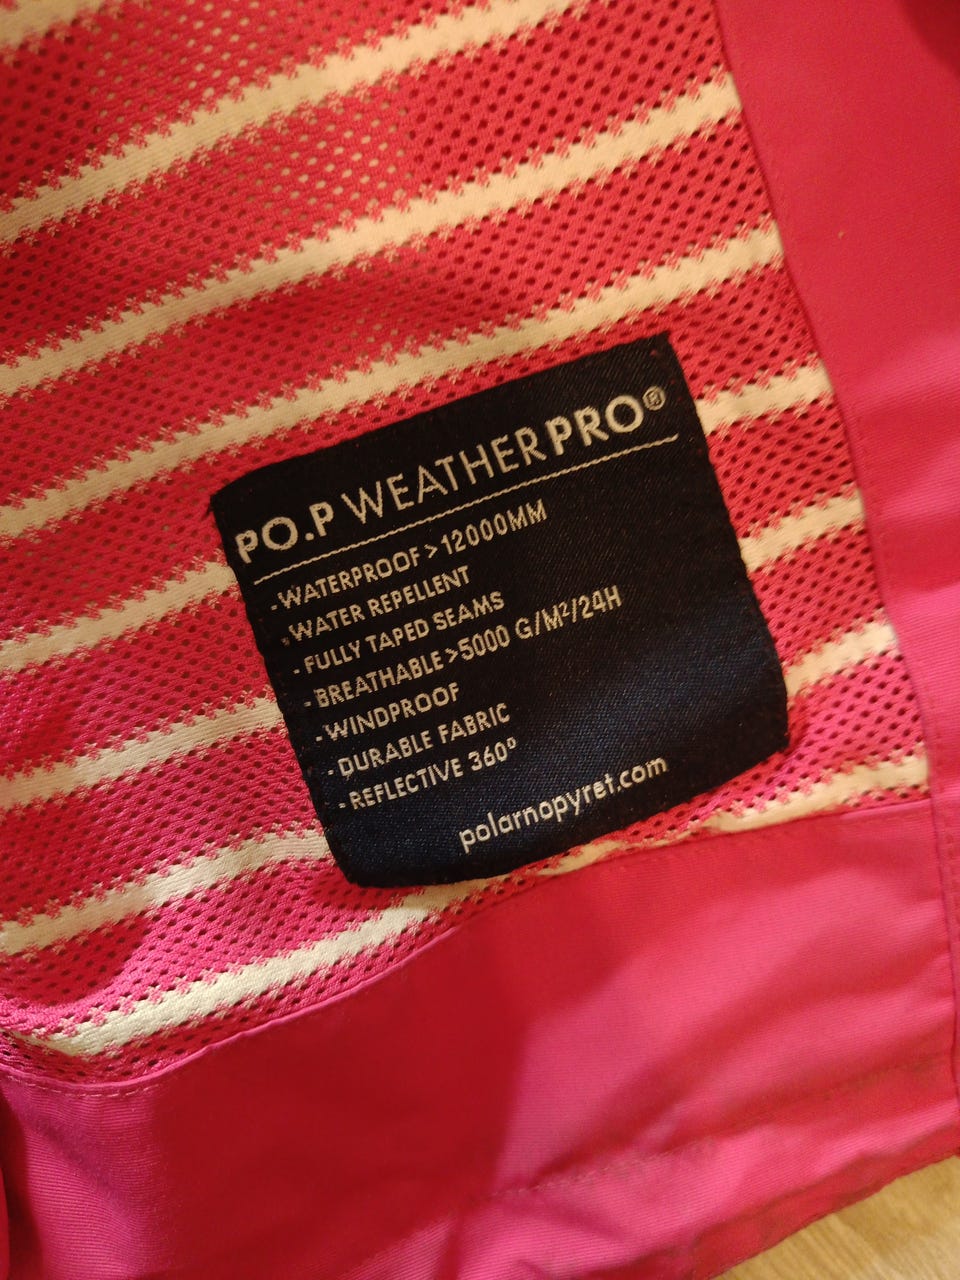 PO.P WEATHERPRO®
-WATERPROOF >12000MM
-WATER REPELLENT
-FULLY TAPED SEAMS
-BREATHABLE >5000 G/M²/24H
-WINDPROOF
-DURABLE FABRIC
-REFLECTIVE 360°
polarnopyret.com